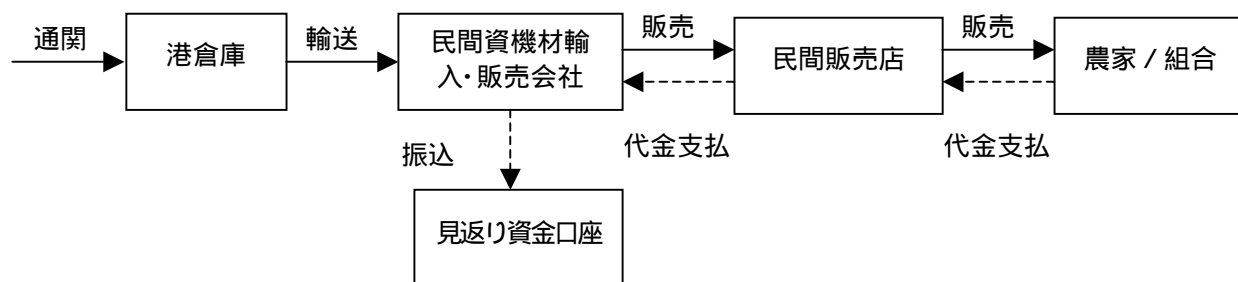 通関
港倉庫
輸送
民間資機材輸
入・販売会社
販売
民間販売店
販売
農家 / 組合
代金支払
代金支払
振込
見返り資金口座